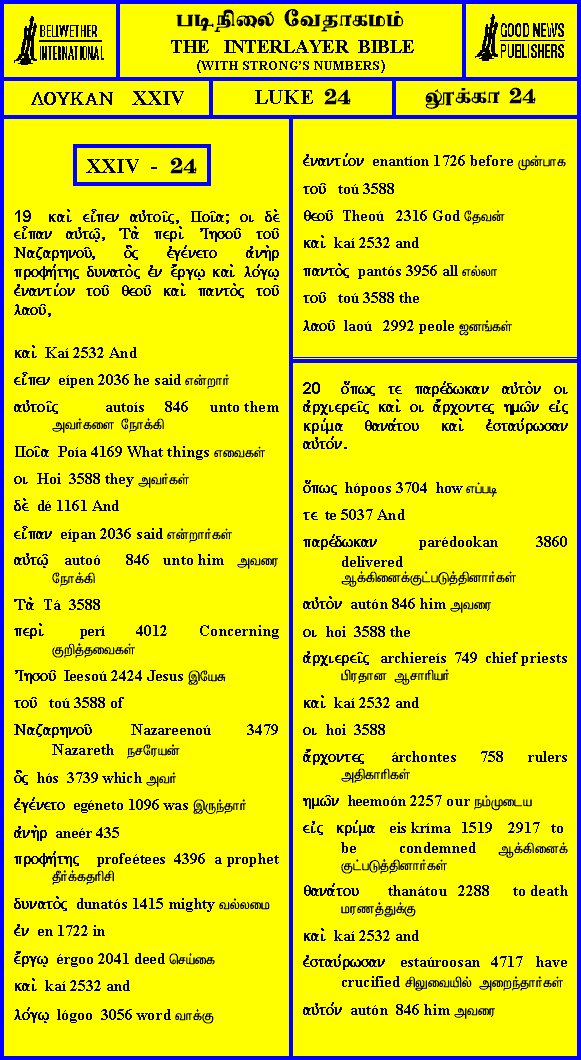 BELLWETHER
INTERNATIONAL
படிநிலை வேதாகமம்
THE INTERLAYER BIBLE
(WITH STRONG'S NUMBERS)
GOOD NEWS
PUBLISHERS
ΛΟΥΚΑΝ XXIV
LUKE 24
லூக்கா 24
XXIV - 24
19 καὶ εἶπεν αὐτοῖς, Ποῖα; οι δὲ
εἶπαν αὐτῷ, Τὰ περὶ Ἰησοῦ τοῦ
Ναζαρηνοῦ, ὃς ἐγένετο ἀνὴρ
προφήτης δυνατὸς ἐν ἔργῳ καὶ λόγῳ
ἐναντίον τοῦ θεοῦ καὶ παντὸς τοῦ
λαοῦ,
καὶ Kaí 2532 And
εἶπεν eípen 2036 he said என்றார்
αὐτοῖς autoís 846 unto them
அவர்களை நோக்கி
Ποῖα Poía 4169 What things எவைகள்
οι Hoi 3588 they அவர்கள்
δὲ dé 1161 And
εἶπαν eípan 2036 said என்றார்கள்
αὐτῷ autoó 846 unto him அவரை
நோக்கி
Τὰ Tá 3588
περὶ perí 4012 Concerning
குறித்தவைகள்
Ἰησοῦ Ieesoú 2424 Jesus இயேசு
τοῦ toú 3588 of
Ναζαρηνοῦ Nazareenoú 3479
Nazareth நசரேயன்
ὃς hós 3739 which அவர்
ἐγένετο egéneto 1096 was இருந்தார்
ἀνὴρ aneér 435
προφήτης profeétees 4396 a prophet
தீர்க்கதரிசி
δυνατὸς dunatós 1415 mighty வல்லமை
ἐν en 1722 in
ἔργῳ érgoo 2041 deed செய்கை
καὶ kaí 2532 and
λόγῳ lógoo 3056 word வாக்கு
ἐναντίον enantíon 1726 before முன்பாக
τοῦ toú 3588
θεοῦ Theoú 2316 God தேவன்
καὶ kaí 2532 and
παντὸς pantós 3956 all எல்லா
τοῦ toú 3588 the
λαοῦ laoú 2992 peole ஜனங்கள்
20 ὅπως τε παρέδωκαν αὐτὸν οι
ἀρχιερεῖς καὶ οι ἄρχοντες ημῶν εἰς
κρίμα θανάτου καὶ ἐσταύρωσαν
αὐτόν.
ὅπως hópoos 3704 how எப்படி
τε te 5037 And
παρέδωκαν parédookan 3860
delivered
ஆக்கினைக்குட்படுத்தினார்கள்
αὐτὸν autón 846 him அவரை
οι hoi 3588 the
ἀρχιερεῖς archiereís 749 chief priests
பிரதான ஆசாரியர்
καὶ kaí 2532 and
οι hoi 3588
ἄρχοντες árchontes 758 rulers
அதிகாரிகள்
ημῶν heemoón 2257 our நம்முடைய
εἰς κρίμα eis kríma 1519 2917 to
be condemned ஆக்கினைக்
குட்படுத்தினார்கள்
θανάτου thanátou 2288 to death
மரணத்துக்கு
καὶ kaí 2532 and
ἐσταύρωσαν estaúroosan 4717 have
crucified சிலுவையில் அறைந்தார்கள்
αὐτόν autón 846 him அவரை